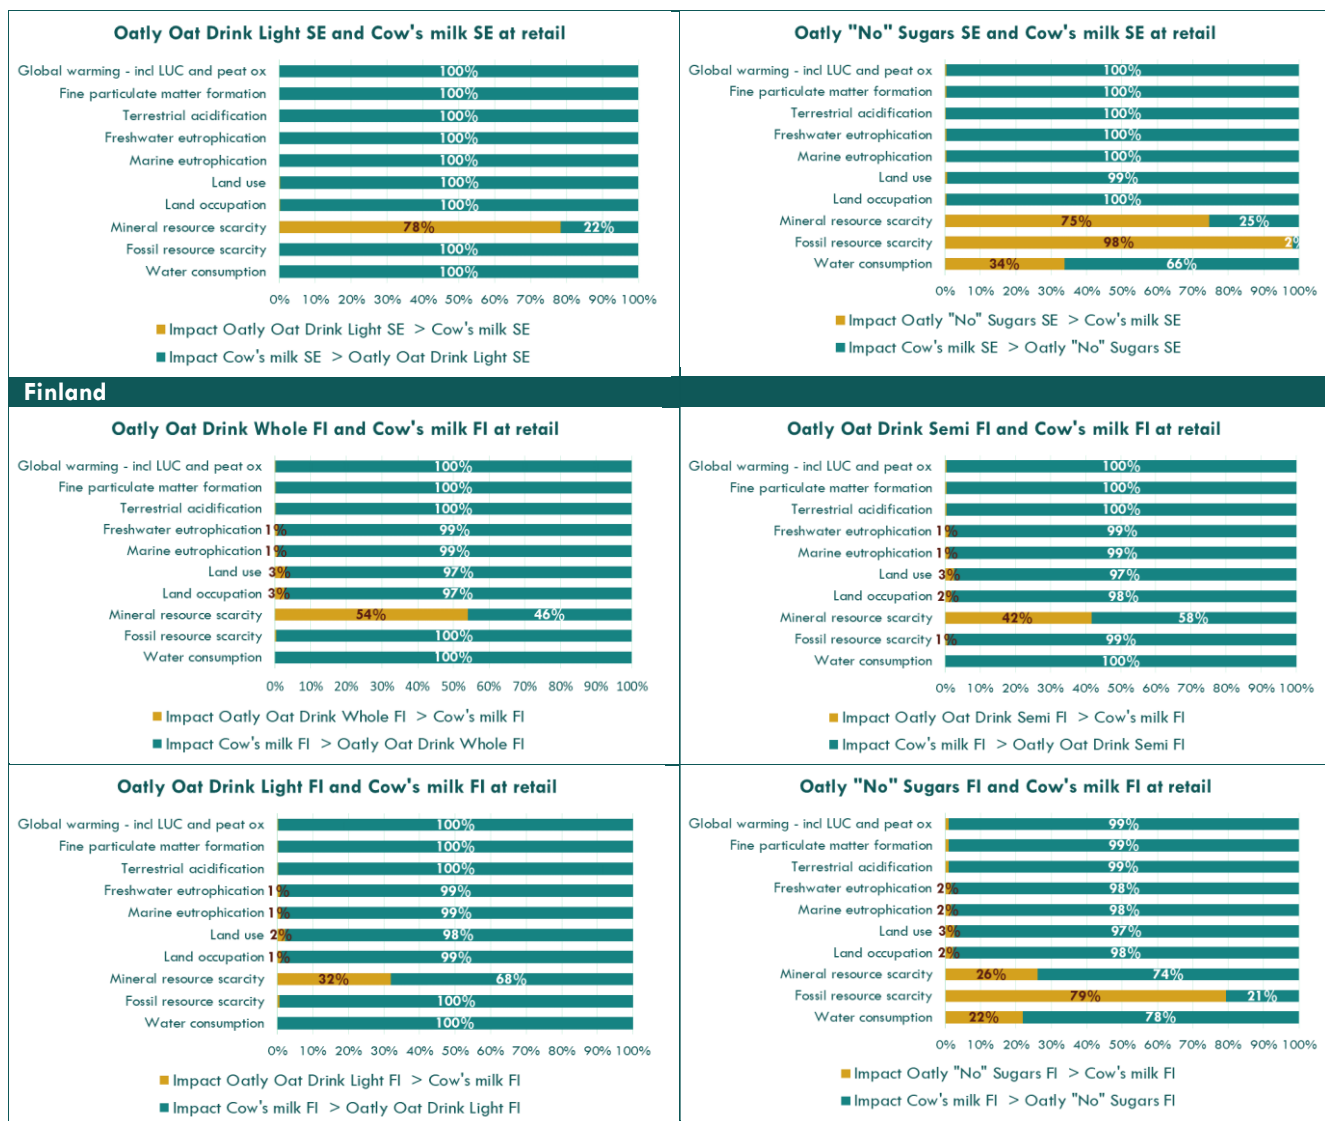 Oatly Oat Drink Light SE and Cow's milk SE at retail
Global warming - incl LUC and peat ox 100%
Fine particulate matter formation 100%
Terrestrial acidification 100%
Freshwater eutrophication 100%
Marine eutrophication 100%
Land use 100%
Land occupation 100%
Mineral resource scarcity 78% 22%
Fossil resource scarcity 100%
Water consumption 100%
0% 10% 20% 30% 40% 50% 60% 70% 80% 90% 100%
Impact Oatly Oat Drink Light SE > Cow's milk SE
Impact Cow's milk SE > Oatly Oat Drink Light SE
Oatly "No" Sugars SE and Cow's milk SE at retail
Global warming - incl LUC and peat ox 100%
Fine particulate matter formation 100%
Terrestrial acidification 100%
Freshwater eutrophication 100%
Marine eutrophication 100%
Land use 99%
Land occupation 100%
Mineral resource scarcity 75% 25%
Fossil resource scarcity 98% 2%
Water consumption 34% 66%
0% 10% 20% 30% 40% 50% 60% 70% 80% 90% 100%
Impact Oatly "No" Sugars SE > Cow's milk SE
Impact Cow's milk SE > Oatly "No" Sugars SE
Finland
Oatly Oat Drink Whole FI and Cow's milk FI at retail
Global warming - incl LUC and peat ox 100%
Fine particulate matter formation 100%
Terrestrial acidification 100%
Freshwater eutrophication 1% 99%
Marine eutrophication 1% 99%
Land use 3% 97%
Land occupation 3% 97%
Mineral resource scarcity 54% 46%
Fossil resource scarcity 100%
Water consumption 100%
0% 10% 20% 30% 40% 50% 60% 70% 80% 90% 100%
Impact Oatly Oat Drink Whole FI > Cow's milk FI
Impact Cow's milk FI > Oatly Oat Drink Whole FI
Oatly Oat Drink Semi FI and Cow's milk FI at retail
Global warming - incl LUC and peat ox 100%
Fine particulate matter formation 100%
Terrestrial acidification 100%
Freshwater eutrophication 1% 99%
Marine eutrophication 1% 99%
Land use 3% 97%
Land occupation 2% 98%
Mineral resource scarcity 42% 58%
Fossil resource scarcity 1% 99%
Water consumption 100%
0% 10% 20% 30% 40% 50% 60% 70% 80% 90% 100%
Impact Oatly Oat Drink Semi FI > Cow's milk FI
Impact Cow's milk FI > Oatly Oat Drink Semi FI
Oatly Oat Drink Light FI and Cow's milk FI at retail
Global warming - incl LUC and peat ox 100%
Fine particulate matter formation 100%
Terrestrial acidification 100%
Freshwater eutrophication 1% 99%
Marine eutrophication 1% 99%
Land use 2% 98%
Land occupation 1% 99%
Mineral resource scarcity 32% 68%
Fossil resource scarcity 100%
Water consumption 100%
0% 10% 20% 30% 40% 50% 60% 70% 80% 90% 100%
Impact Oatly Oat Drink Light FI > Cow's milk FI
Impact Cow's milk FI > Oatly Oat Drink Light FI
Oatly "No" Sugars FI and Cow's milk FI at retail
Global warming - incl LUC and peat ox 99%
Fine particulate matter formation 99%
Terrestrial acidification 99%
Freshwater eutrophication 2% 98%
Marine eutrophication 2% 98%
Land use 3% 97%
Land occupation 2% 98%
Mineral resource scarcity 26% 74%
Fossil resource scarcity 79% 21%
Water consumption 22% 78%
0% 10% 20% 30% 40% 50% 60% 70% 80% 90% 100%
Impact Oatly "No" Sugars FI > Cow's milk FI
Impact Cow's milk FI > Oatly "No" Sugars FI